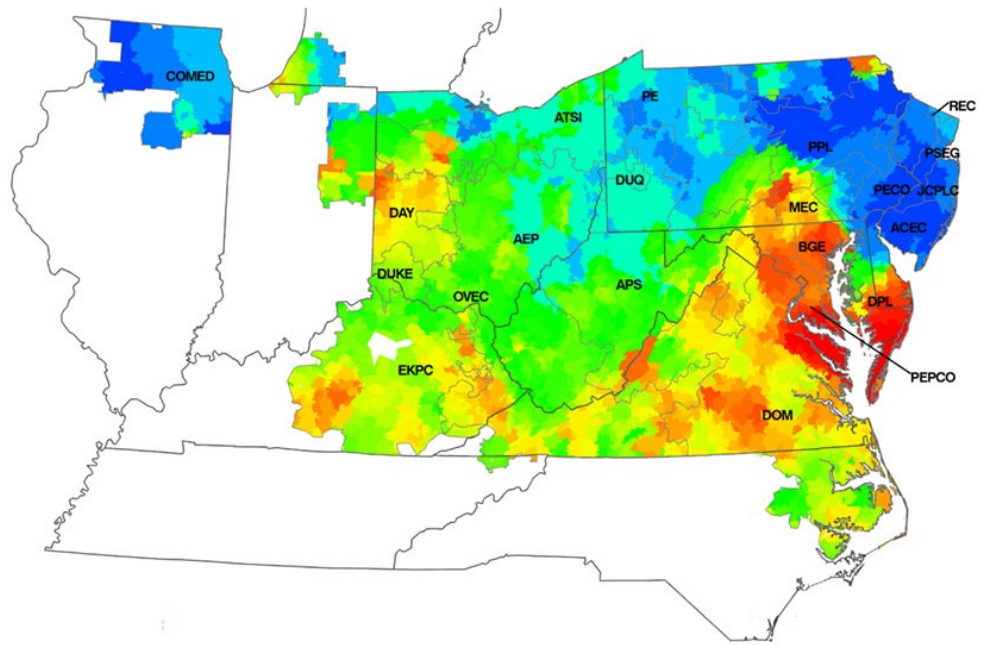 COMED
PE
ATSI
REC
PPL
PSEG
DUQ
PECO
JCPLC
MEC
DAY
ACEC
AEP
BGE
DUKE
APS
OVEC
DPL
EKPC
PEPCO
DOM